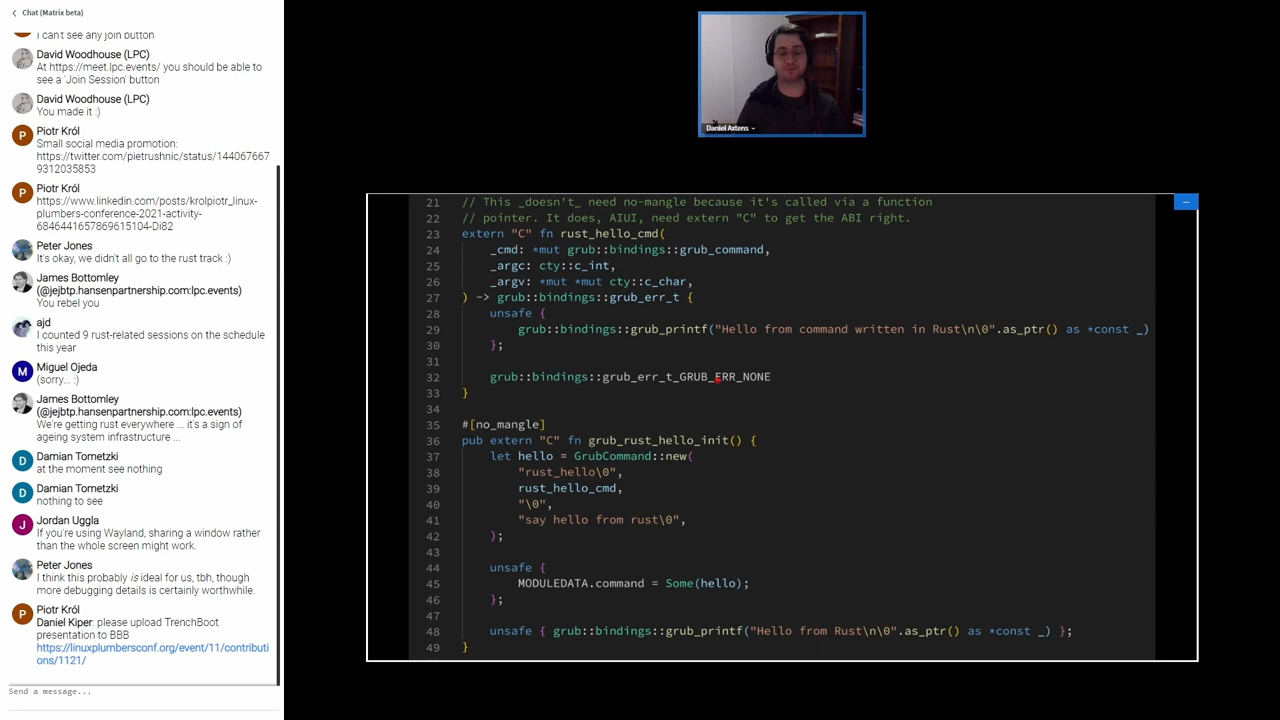 Chat (Matrix beta)
I can't see any join button
David Woodhouse (LPC)
At https://meet.lpc.events/ you should be able to
see a 'Join Session' button
David Woodhouse (LPC)
You made it :)
Piotr Król
Small social media promotion:
https://twitter.com/pietrushnic/status/144067667
9312035853
Piotr Król
https://www.linkedin.com/posts/krolpiotr_linux-
plumbers-conference-2021-activity-
6846441657869615104-Di82
Peter Jones
It's okay, we didn't all go to the rust track :)
James Bottomley
(@jejbtp.hansenpartnership.com:lpc.events)
You rebel you
ajd
I counted 9 rust-related sessions on the schedule
this year
Miguel Ojeda
(sorry... :)
James Bottomley
(@jejbtp.hansenpartnership.com:lpc.events)
We're getting rust everywhere ... it's a sign of
ageing system infrastructure ...
Damian Tometzki
at the moment see nothing
Damian Tometzki
nothing to see
Jordan Uggla
If you're using Wayland, sharing a window rather
than the whole screen might work.
Peter Jones
I think this probably is ideal for us, tbh, though
more debugging details is certainly worthwhile.
Piotr Król
Daniel Kiper: please upload TrenchBoot
presentation to BBB
https://linuxplumbersconf.org/event/11/contributi
ons/1121/
Send a message...
Daniel Axtens
21 // This _doesn't_ need no-mangle because it's called via a function
22 // pointer. It does, AIUI, need extern "C" to get the ABI right.
23 extern "C" fn rust_hello_cmd(
24 _cmd: *mut grub::bindings::grub_command,
25 _argc: cty::c_int,
26 _argv: *mut *mut cty::c_char,
27 ) -> grub::bindings::grub_err_t {
28 unsafe {
29 grub::bindings::grub_printf("Hello from command written in Rust\n\0".as_ptr() as *const _)
30 };
31
32 grub::bindings::grub_err_t_GRUB_ERR_NONE
33 }
34
35 #[no_mangle]
36 pub extern "C" fn grub_rust_hello_init() {
37 let hello = GrubCommand::new(
38 "rust_hello\0",
39 rust_hello_cmd,
40 "\0",
41 "say hello from rust\0",
42 );
43
44 unsafe {
45 MODULEDATA.command = Some(hello);
46 };
47
48 unsafe { grub::bindings::grub_printf("Hello from Rust\n\0".as_ptr() as *const _) };
49 }